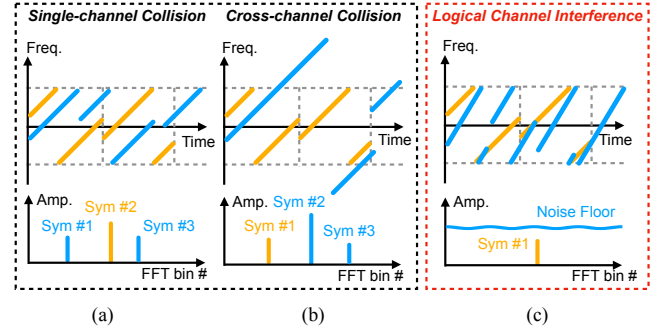 Single-channel Collision
Cross-channel Collision
Logical Channel Interference
Freq.
Time
Amp.
Sym #2
Sym #1
Sym #3
FFT bin #
Freq.
Time
Amp.
Sym #2
Sym #1
Sym #3
FFT bin #
Freq.
Time
Amp.
Noise Floor
Sym #1
FFT bin #
(a)
(b)
(c)